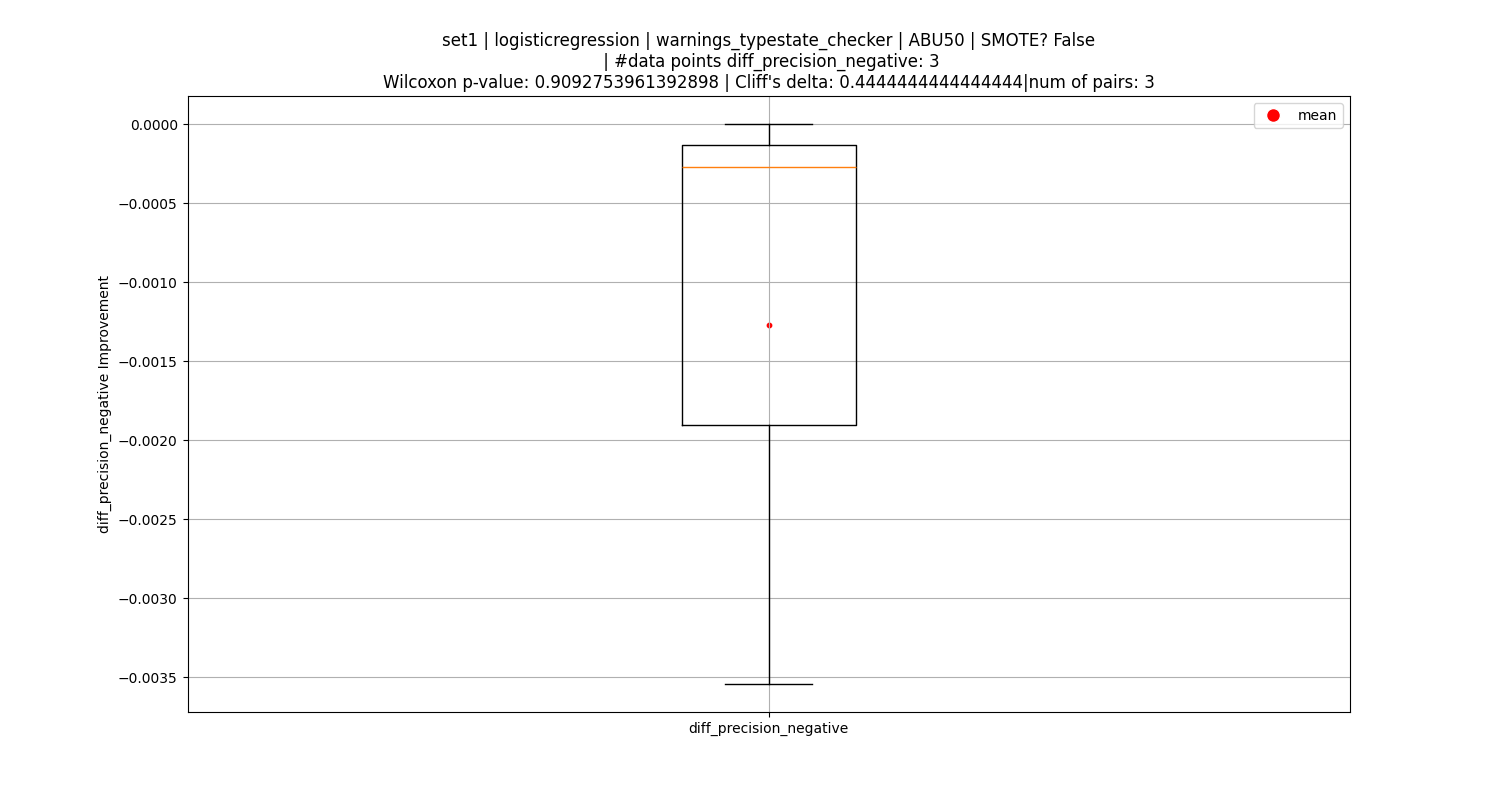 set1 | logisticregression | warnings_typestate_checker | ABU50 | SMOTE? False
| #data points diff_precision_negative: 3
Wilcoxon p-value: 0.9092753961392898 | Cliff's delta: 0.4444444444444444|num of pairs: 3
mean
0.0000
−0.0005
−0.0010
−0.0015
−0.0020
−0.0025
−0.0030
−0.0035
diff_precision_negative Improvement
diff_precision_negative